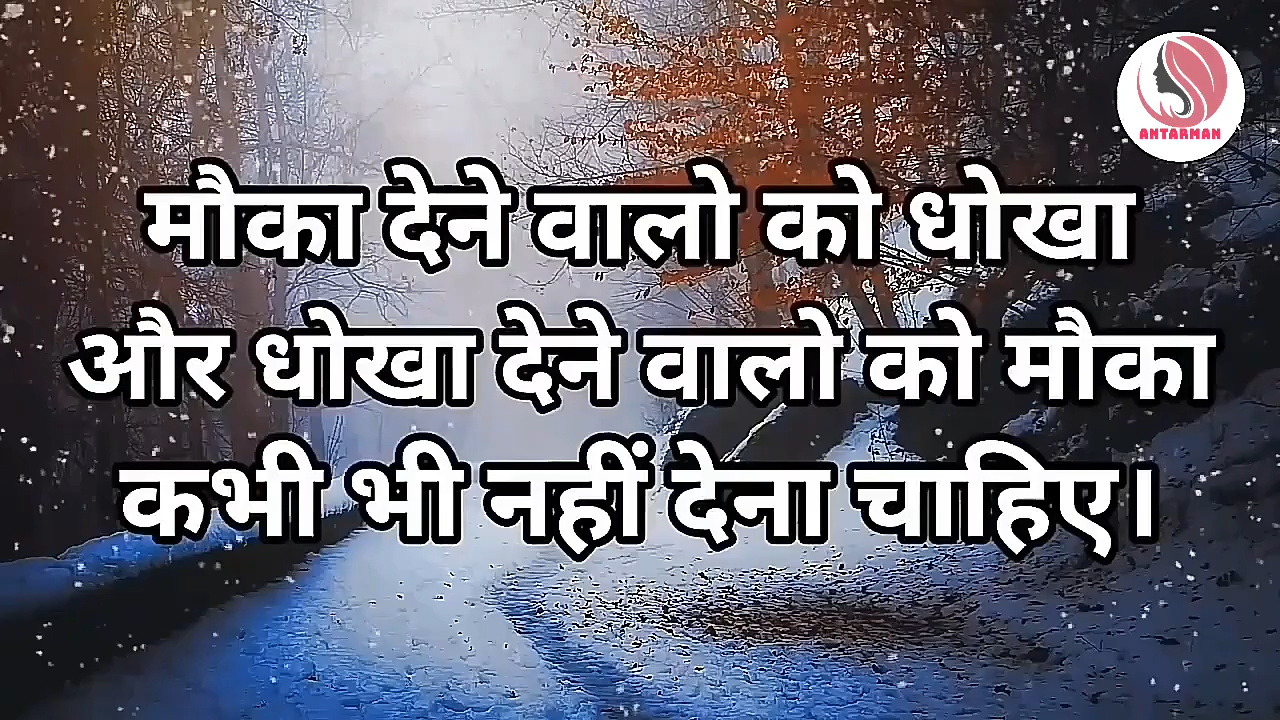 ANTARMAN
मौका देने वालो को धोखा
और धोखा देने वालो को मौका
कभी भी नहीं देना चाहिए।